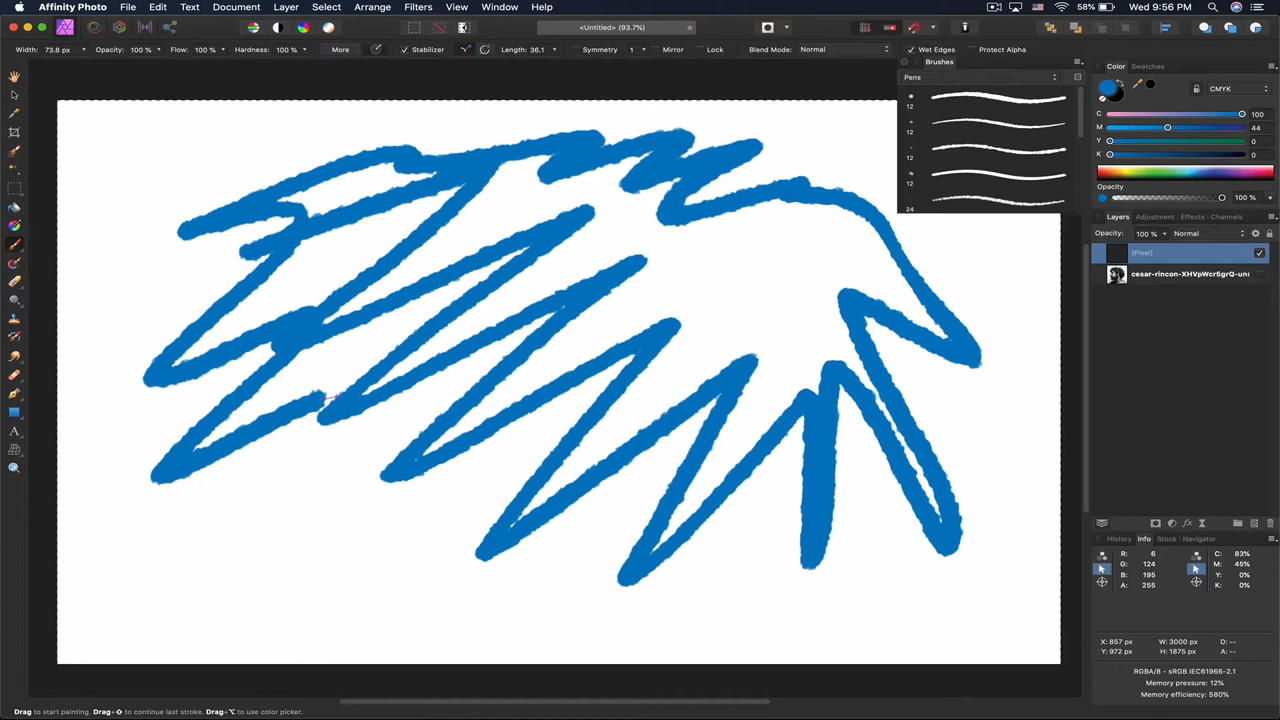 Affinity Photo File Edit Text Document Layer Select Arrange Filters View Window Help 58% Wed 9:56 PM
<Untitled> (93.7%)
Width: 73.8 px Opacity: 100 % Flow: 100 % Hardness: 100 % More Stabilizer Length: 36.1 Symmetry 1 Mirror Lock Blend Mode: Normal Wet Edges Protect Alpha
Brushes
Pens
12
12
12
12
24
Color Swatches
CMYK
C 100
M 44
Y 0
K 0
Opacity
100 %
Layers Adjustment Effects Channels
Opacity: 100 % Normal
(Pixel)
cesar-rincon-XHVpWcr5grQ-uns
History Info Stock Navigator
R: 6 C: 83%
G: 124 M: 45%
B: 195 Y: 0%
A: 255 K: 0%
X: 857 px W: 3000 px D: --
Y: 972 px H: 1875 px A: --
RGBA/8 - sRGB IEC61966-2.1
Memory pressure: 12%
Memory efficiency: 580%
Drag to start painting. Drag+⇧ to continue last stroke. Drag+⌥ to use color picker.